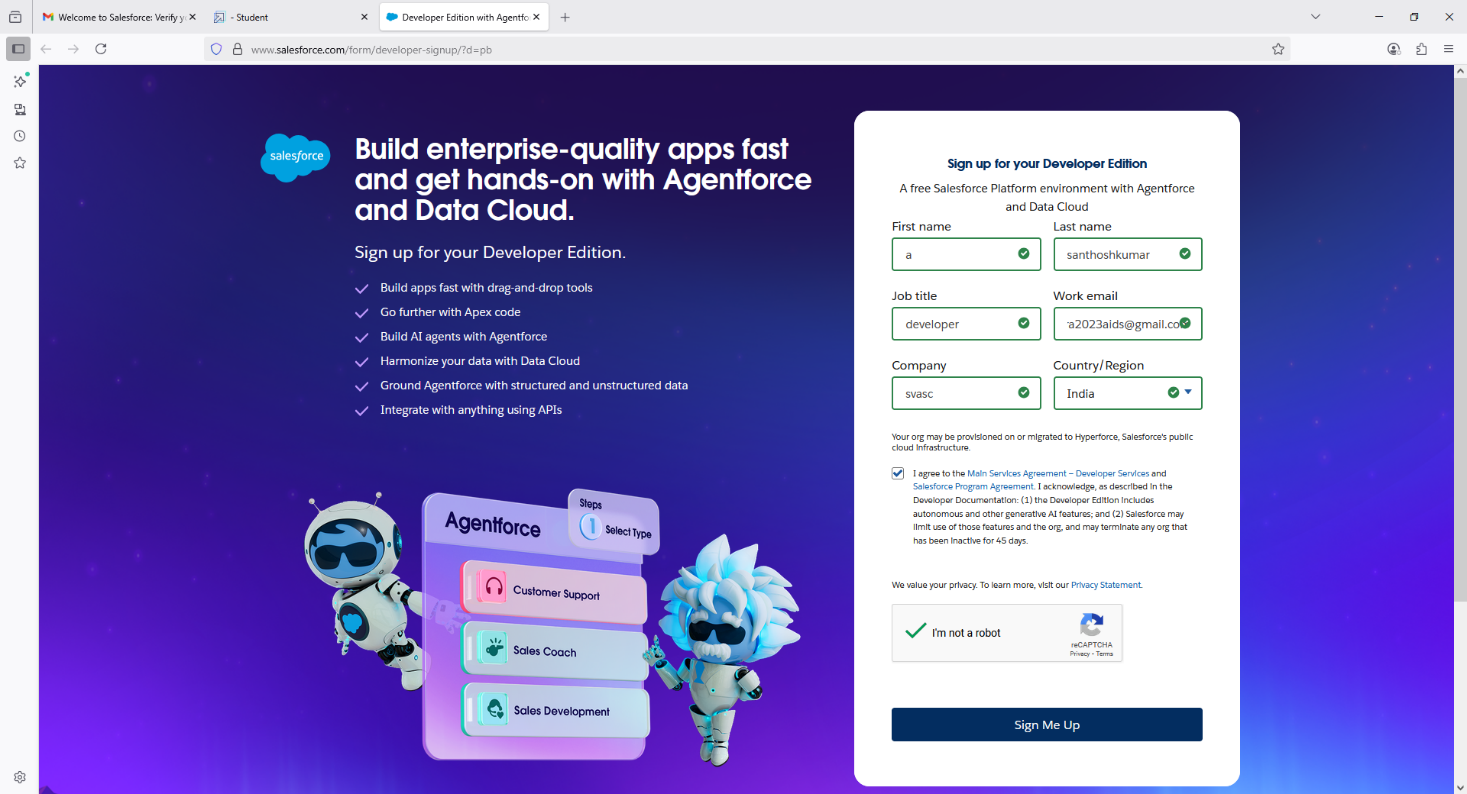 Welcome to Salesforce: Verify y
- Student
Developer Edition with Agentfo
www.salesforce.com/form/developer-signup/?d=pb
salesforce
Build enterprise-quality apps fast
and get hands-on with Agentforce
and Data Cloud.
Sign up for your Developer Edition.
Build apps fast with drag-and-drop tools
Go further with Apex code
Build AI agents with Agentforce
Harmonize your data with Data Cloud
Ground Agentforce with structured and unstructured data
Integrate with anything using APIs
Agentforce
Steps
1 Select Type
Customer Support
Sales Coach
Sales Development
Sign up for your Developer Edition
A free Salesforce Platform environment with Agentforce
and Data Cloud
First name Last name
a santhoshkumar
Job title Work email
developer a2023aids@gmail.co
Company Country/Region
svasc India
Your org may be provisioned on or migrated to Hyperforce, Salesforce's public
cloud infrastructure.
I agree to the Main Services Agreement – Developer Services and
Salesforce Program Agreement. I acknowledge, as described in the
Developer Documentation: (1) the Developer Edition includes
autonomous and other generative AI features; and (2) Salesforce may
limit use of those features and the org, and may terminate any org that
has been inactive for 45 days.
We value your privacy. To learn more, visit our Privacy Statement.
I'm not a robot
reCAPTCHA
Privacy - Terms
Sign Me Up